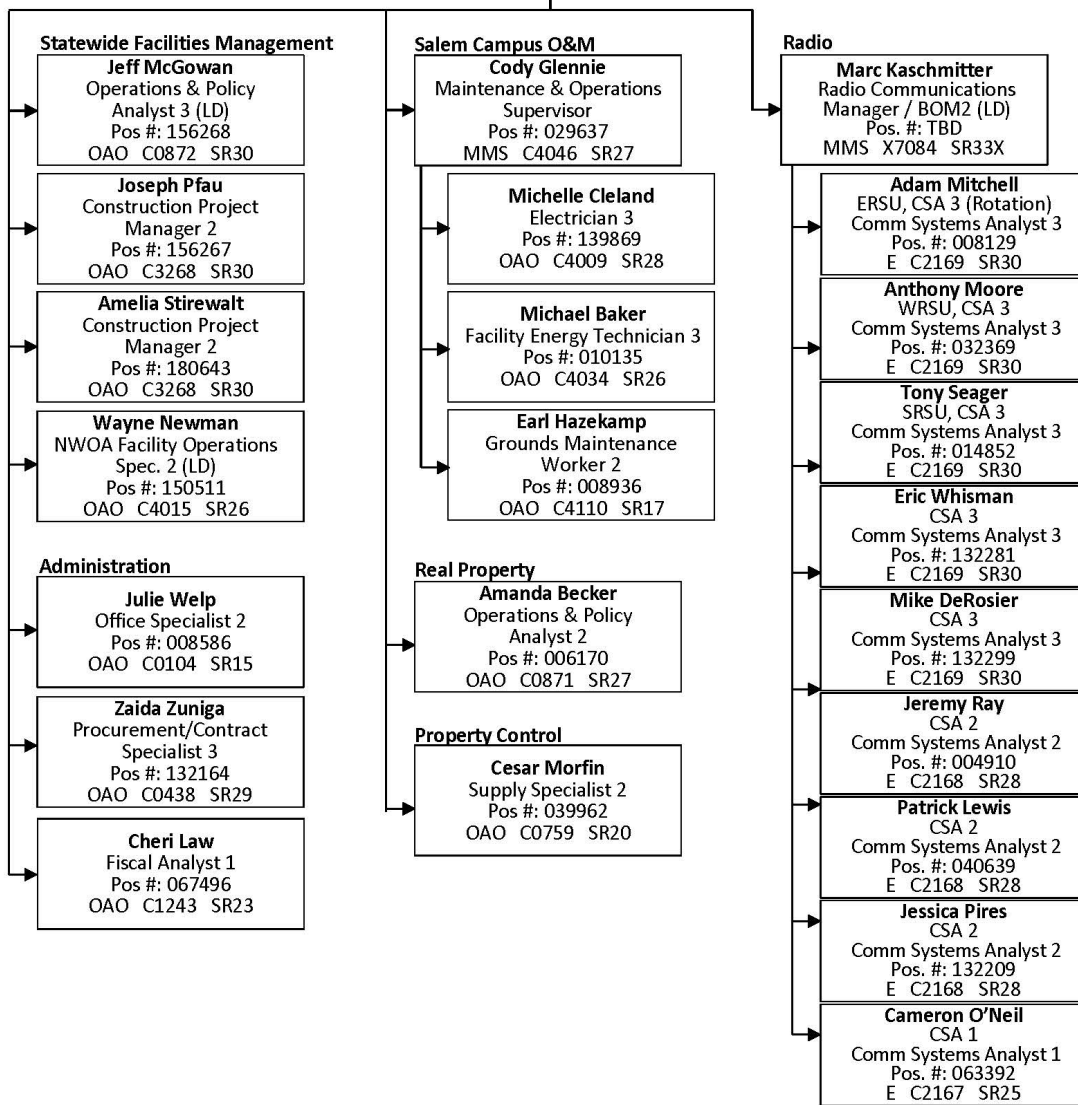 Statewide Facilities Management
Jeff McGowan
Operations & Policy
Analyst 3 (LD)
Pos #: 156268
OAO C0872 SR30
Joseph Pfau
Construction Project
Manager 2
Pos #: 156267
OAO C3268 SR30
Amelia Stirewalt
Construction Project
Manager 2
Pos #: 180643
OAO C3268 SR30
Wayne Newman
NWOA Facility Operations
Spec. 2 (LD)
Pos #: 150511
OAO C4015 SR26
Administration
Julie Welp
Office Specialist 2
Pos #: 008586
OAO C0104 SR15
Zaida Zuniga
Procurement/Contract
Specialist 3
Pos #: 132164
OAO C0438 SR29
Cheri Law
Fiscal Analyst 1
Pos #: 067496
OAO C1243 SR23
Salem Campus O&M
Cody Glennie
Maintenance & Operations
Supervisor
Pos #: 029637
MMS C4046 SR27
Michelle Cleland
Electrician 3
Pos #: 139869
OAO C4009 SR28
Michael Baker
Facility Energy Technician 3
Pos #: 010135
OAO C4034 SR26
Earl Hazekamp
Grounds Maintenance
Worker 2
Pos #: 008936
OAO C4110 SR17
Real Property
Amanda Becker
Operations & Policy
Analyst 2
Pos #: 006170
OAO C0871 SR27
Property Control
Cesar Morfin
Supply Specialist 2
Pos #: 039962
OAO C0759 SR20
Radio
Marc Kaschmitter
Radio Communications
Manager / BOM2 (LD)
Pos. #: TBD
MMS X7084 SR33X
Adam Mitchell
ERSU, CSA 3 (Rotation)
Comm Systems Analyst 3
Pos. #: 008129
E C2169 SR30
Anthony Moore
WRSU, CSA 3
Comm Systems Analyst 3
Pos. #: 032369
E C2169 SR30
Tony Seager
SRSU, CSA 3
Comm Systems Analyst 3
Pos. #: 014852
E C2169 SR30
Eric Whisman
CSA 3
Comm Systems Analyst 3
Pos. #: 132281
E C2169 SR30
Mike DeRosier
CSA 3
Comm Systems Analyst 3
Pos. #: 132299
E C2169 SR30
Jeremy Ray
CSA 2
Comm Systems Analyst 2
Pos. #: 004910
E C2168 SR28
Patrick Lewis
CSA 2
Comm Systems Analyst 2
Pos. #: 040639
E C2168 SR28
Jessica Pires
CSA 2
Comm Systems Analyst 2
Pos. #: 132209
E C2168 SR28
Cameron O'Neil
CSA 1
Comm Systems Analyst 1
Pos. #: 063392
E C2167 SR25